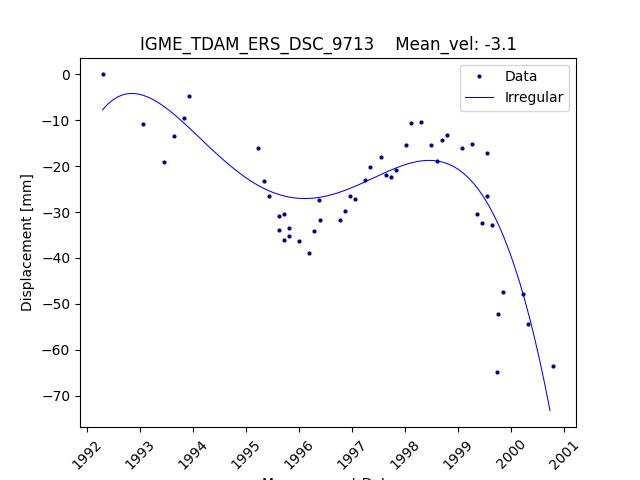 IGME_TDAM_ERS_DSC_9713    Mean_vel: -3.1
Data
Irregular
Displacement [mm]
0
−10
−20
−30
−40
−50
−60
−70
1992 1993 1994 1995 1996 1997 1998 1999 2000 2001